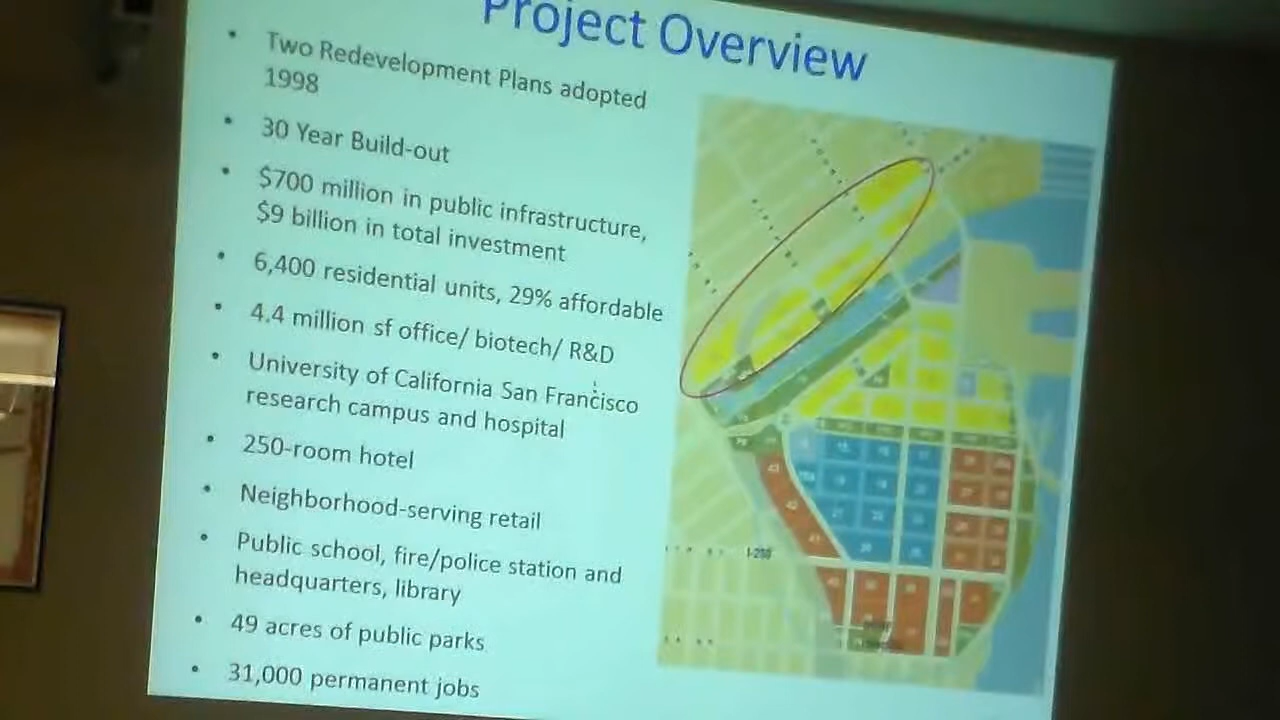 Project Overview
• Two Redevelopment Plans adopted
1998
• 30 Year Build-out
• $700 million in public infrastructure,
$9 billion in total investment
• 6,400 residential units, 29% affordable
• 4.4 million sf office/ biotech/ R&D
• University of California San Francisco
research campus and hospital
• 250-room hotel
• Neighborhood-serving retail
• Public school, fire/police station and
headquarters, library
• 49 acres of public parks
• 31,000 permanent jobs
I-280